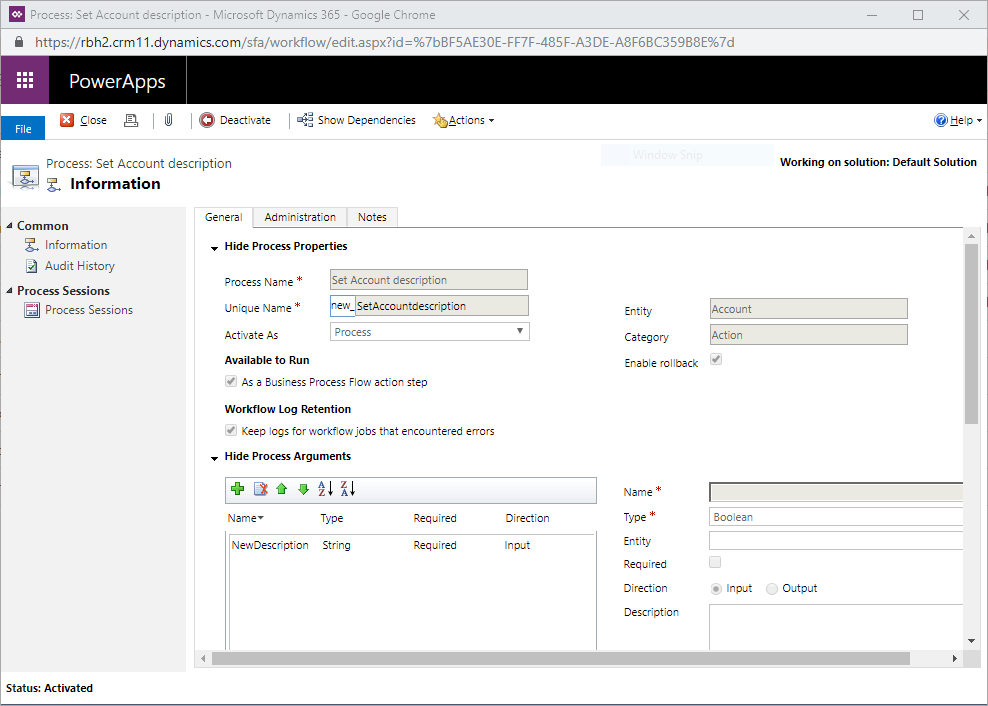 Process: Set Account description - Microsoft Dynamics 365 - Google Chrome
https://rbh2.crm11.dynamics.com/sfa/workflow/edit.aspx?id=%7bBF5AE30E-FF7F-485F-A3DE-A8F6BC359B8E%7d
PowerApps
File Close Deactivate Show Dependencies Actions Help
Window Snip
Process: Set Account description
Working on solution: Default Solution
Information
Common
Information
Audit History
Process Sessions
Process Sessions
General Administration Notes
Hide Process Properties
Process Name * Set Account description
Unique Name * new_ SetAccountdescription
Entity Account
Activate As Process
Category Action
Available to Run
Enable rollback
As a Business Process Flow action step
Workflow Log Retention
Keep logs for workflow jobs that encountered errors
Hide Process Arguments
A Z Z A
Name *
Name Type Required Direction
Type * Boolean
NewDescription String Required Input
Entity
Required
Direction Input Output
Description
Status: Activated